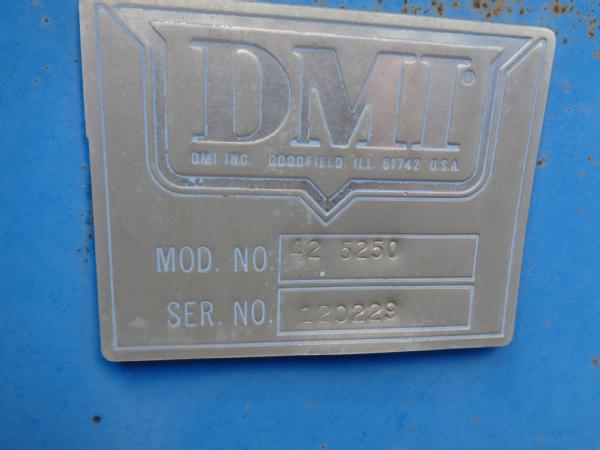 DMI®
DMI INC. GOODFIELD, ILL. 61742 U.S.A.
MOD. NO. 42 5250
SER. NO. 120229